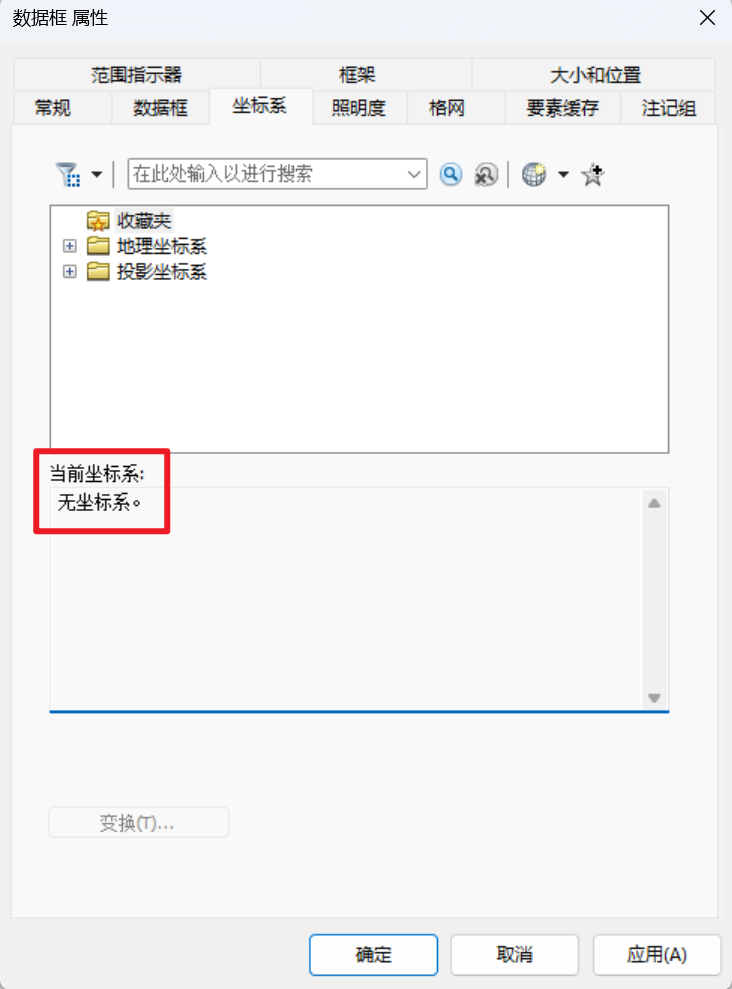 数据框 属性
范围指示器 框架 大小和位置
常规 数据框 坐标系 照明度 格网 要素缓存 注记组
在此处输入以进行搜索
收藏夹
地理坐标系
投影坐标系
当前坐标系:
无坐标系。
变换(T)...
确定 取消 应用(A)